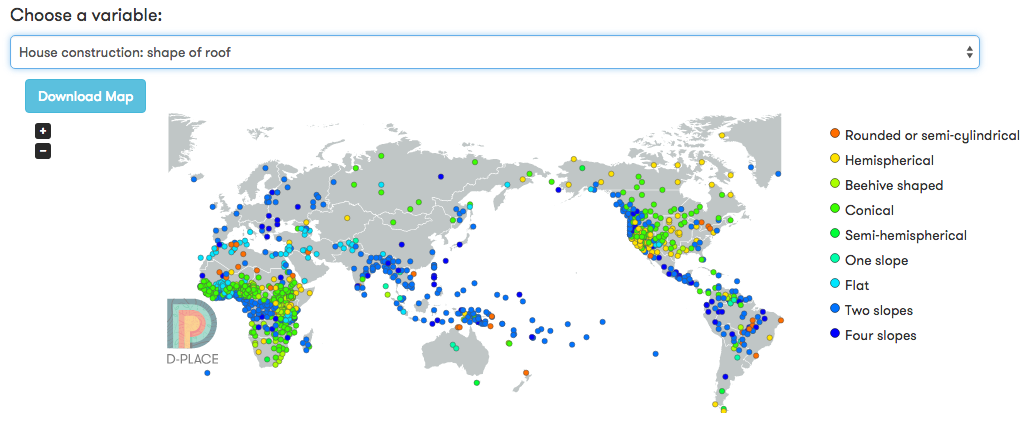 Choose a variable:
House construction: shape of roof
Download Map
+
−
Rounded or semi-cylindrical
Hemispherical
Beehive shaped
Conical
Semi-hemispherical
One slope
Flat
Two slopes
Four slopes
D-PLACE